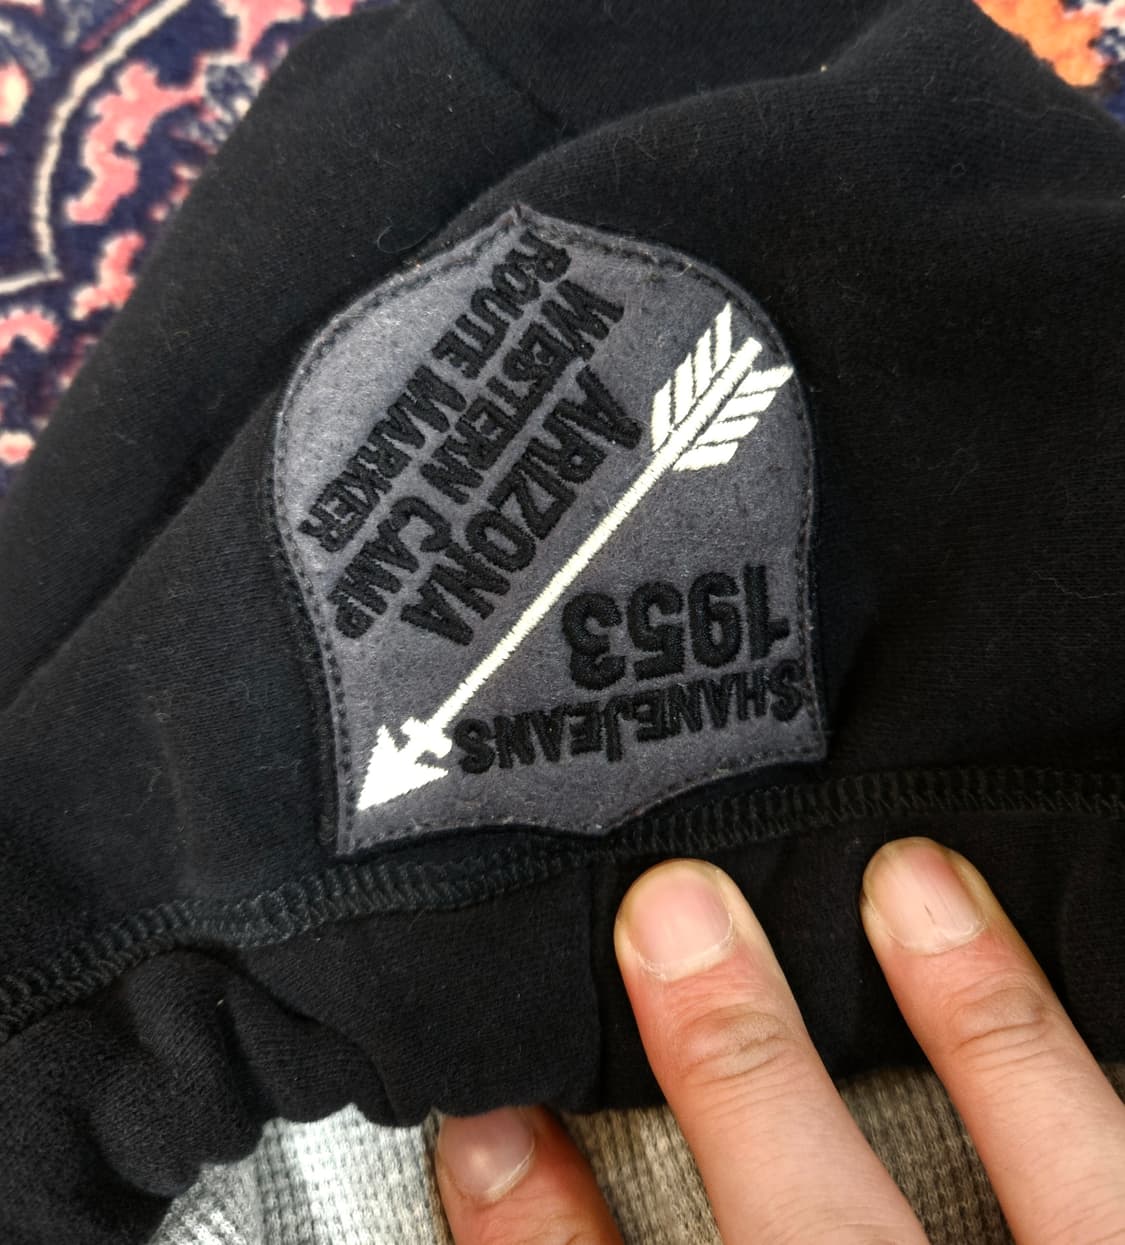 SHANEJEANS
1953
ARIZONA
WESTERN CAMP
ROUTE MARKER